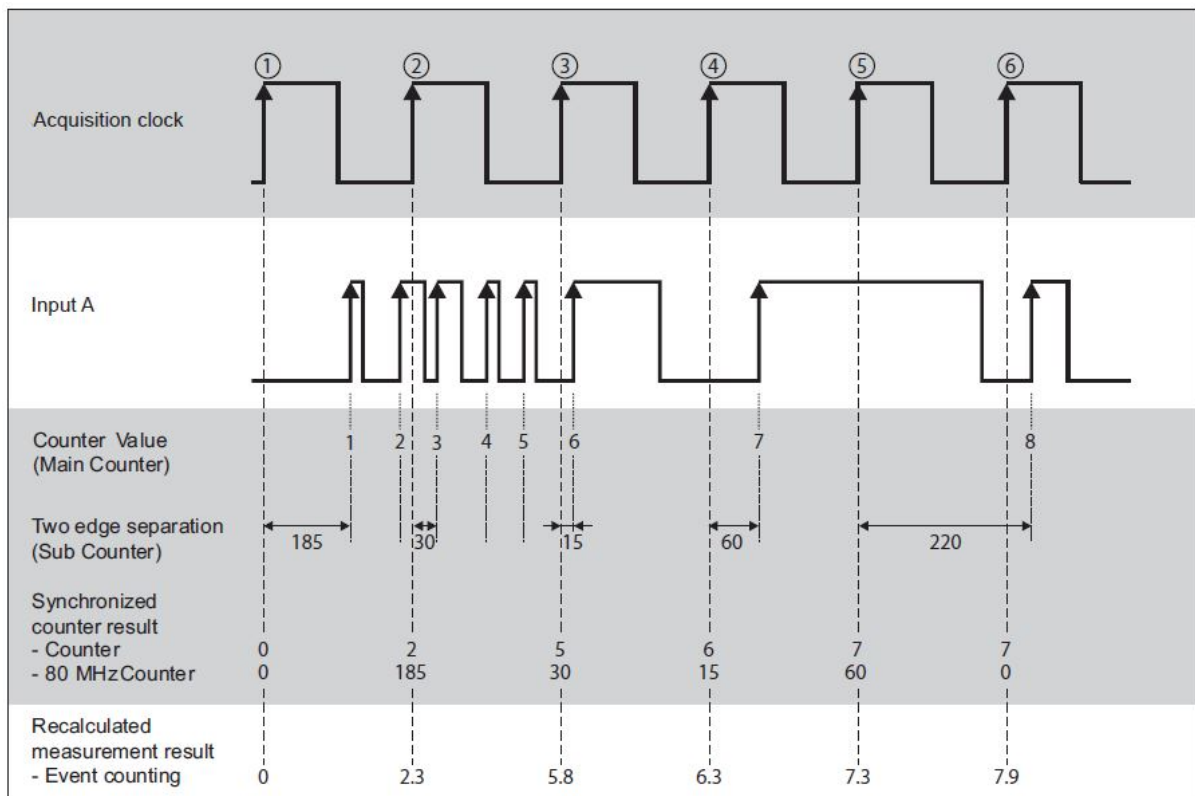 ① ② ③ ④ ⑤ ⑥
Acquisition clock
Input A
Counter Value
(Main Counter)
1 2 3 4 5 6 7 8
Two edge separation
(Sub Counter)
185 30 15 60 220
Synchronized
counter result
- Counter 0 2 5 6 7 7
- 80 MHzCounter 0 185 30 15 60 0
Recalculated
measurement result
- Event counting 0 2.3 5.8 6.3 7.3 7.9